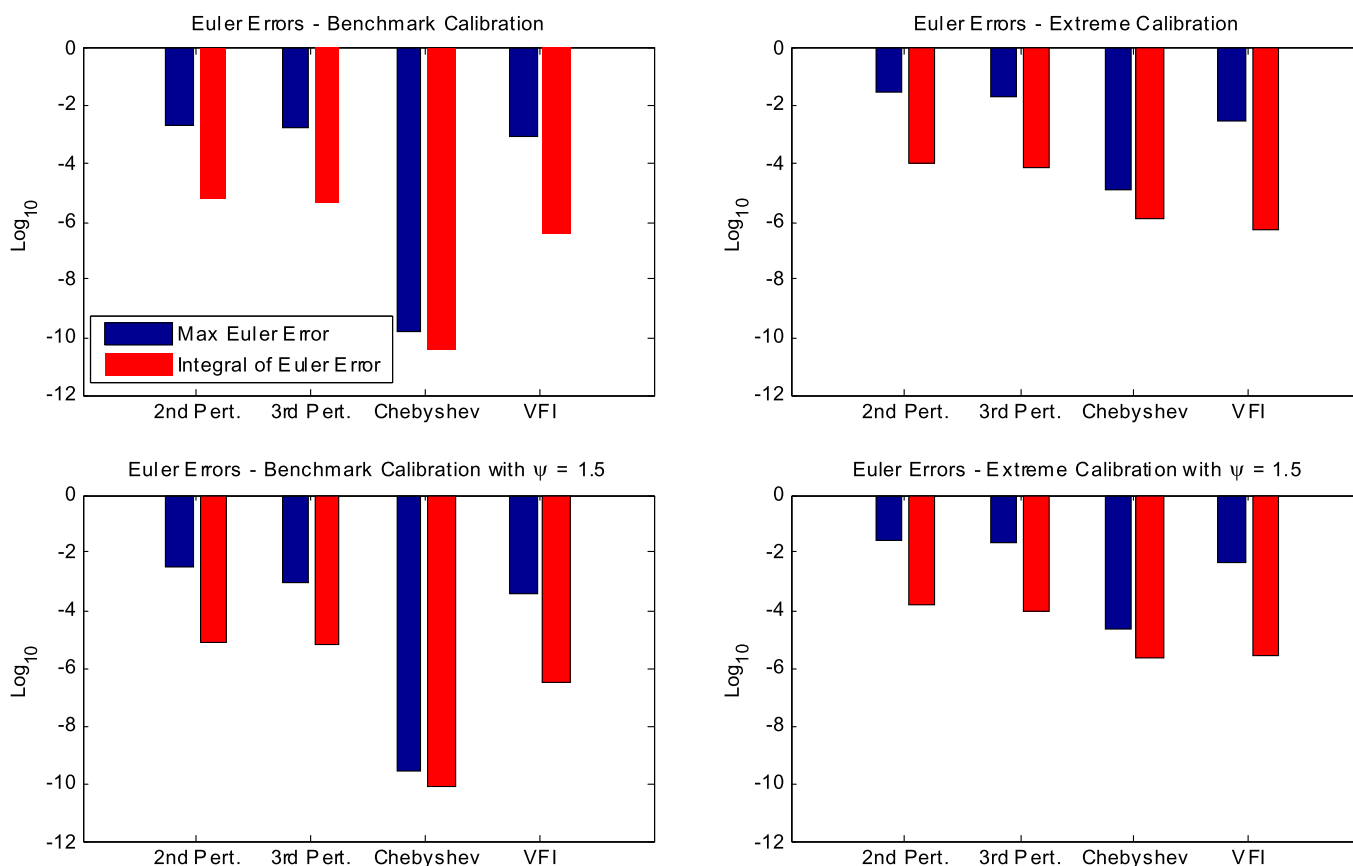 Euler Errors - Benchmark Calibration
0
-2
-4
-6
-8
-10
-12
Log10
Max Euler Error
Integral of Euler Error
2nd Pert.
3rd Pert.
Chebyshev
VFI
Euler Errors - Extreme Calibration
0
-2
-4
-6
-8
-10
-12
Log10
2nd Pert.
3rd Pert.
Chebyshev
VFI
Euler Errors - Benchmark Calibration with ψ = 1.5
0
-2
-4
-6
-8
-10
-12
Log10
2nd Pert.
3rd Pert.
Chebyshev
VFI
Euler Errors - Extreme Calibration with ψ = 1.5
0
-2
-4
-6
-8
-10
-12
Log10
2nd Pert.
3rd Pert.
Chebyshev
VFI